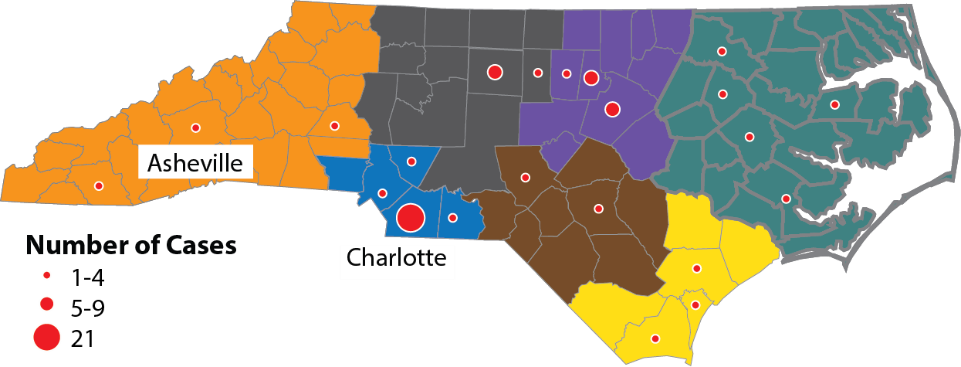 Asheville
Charlotte
Number of Cases
1-4
5-9
21